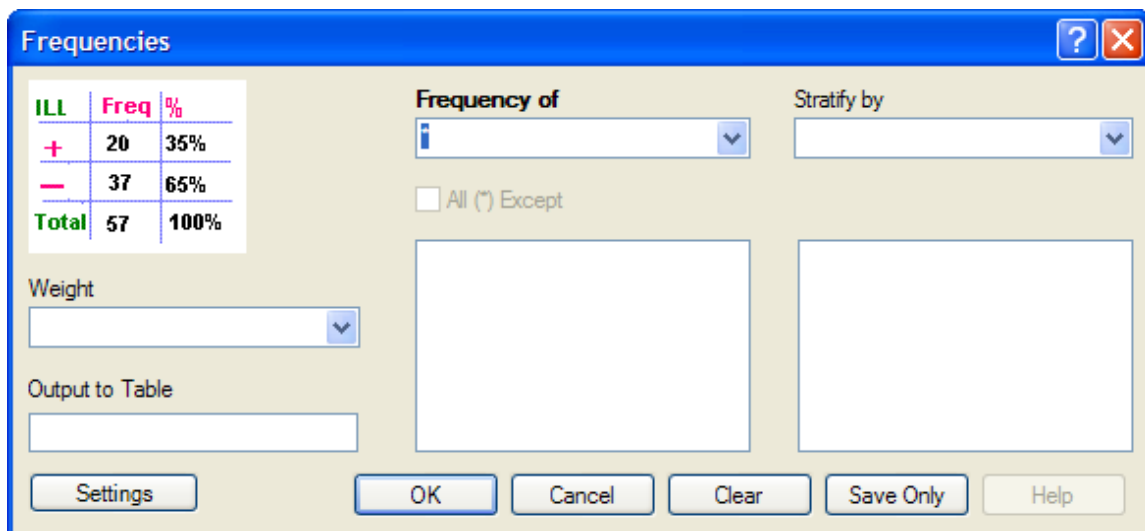 Frequencies
ILL Freq %
+ 20 35%
− 37 65%
Total 57 100%
Frequency of
*
All (*) Except
Stratify by
Weight
Output to Table
Settings OK Cancel Clear Save Only Help